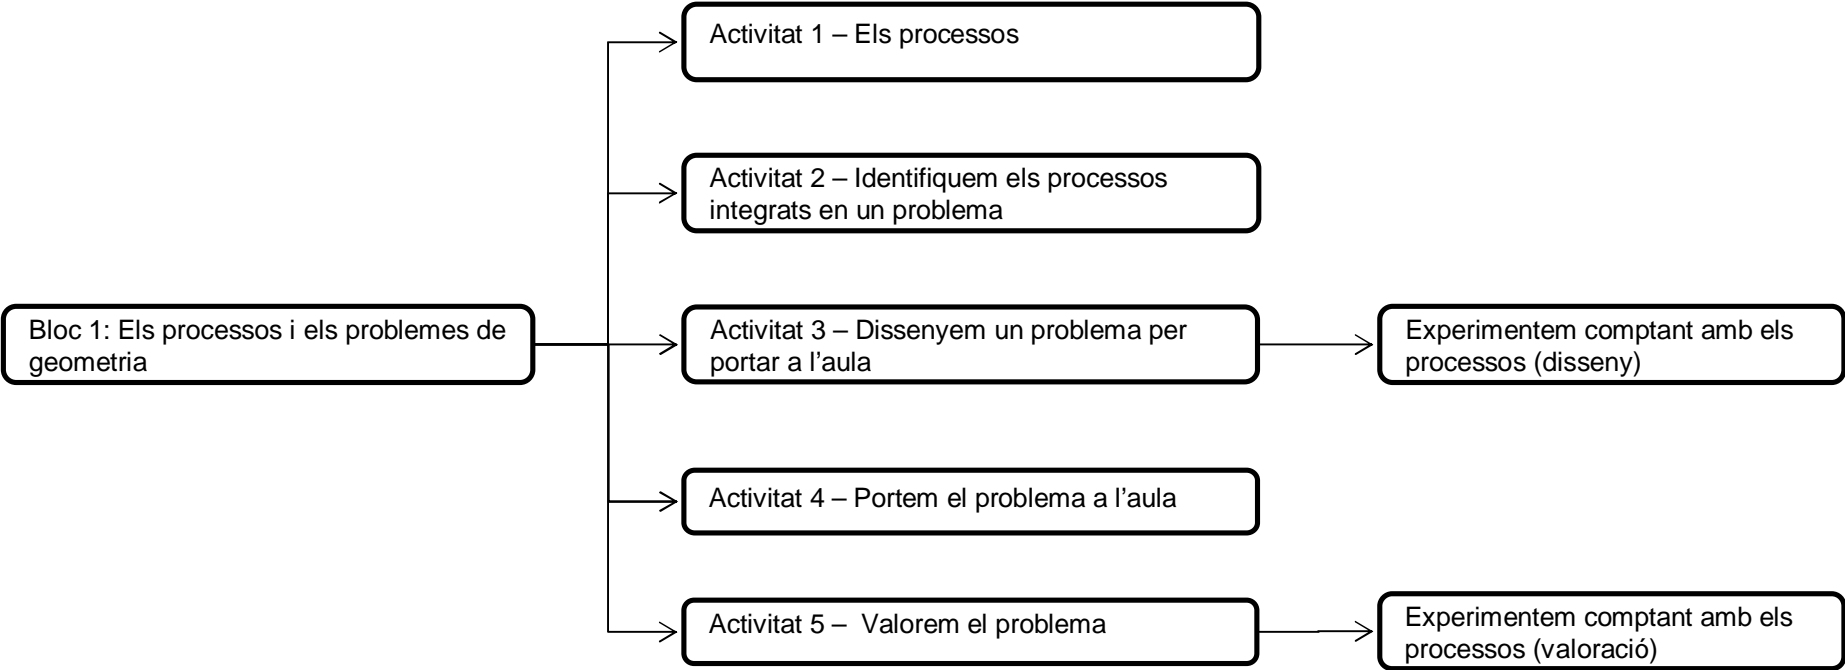 Activitat 1 – Els processos
Activitat 2 – Identifiquem els processos
integrats en un problema
Bloc 1: Els processos i els problemes de
geometria
Activitat 3 – Dissenyem un problema per
portar a l’aula
Experimentem comptant amb els
processos (disseny)
Activitat 4 – Portem el problema a l’aula
Activitat 5 –  Valorem el problema
Experimentem comptant amb els
processos (valoració)